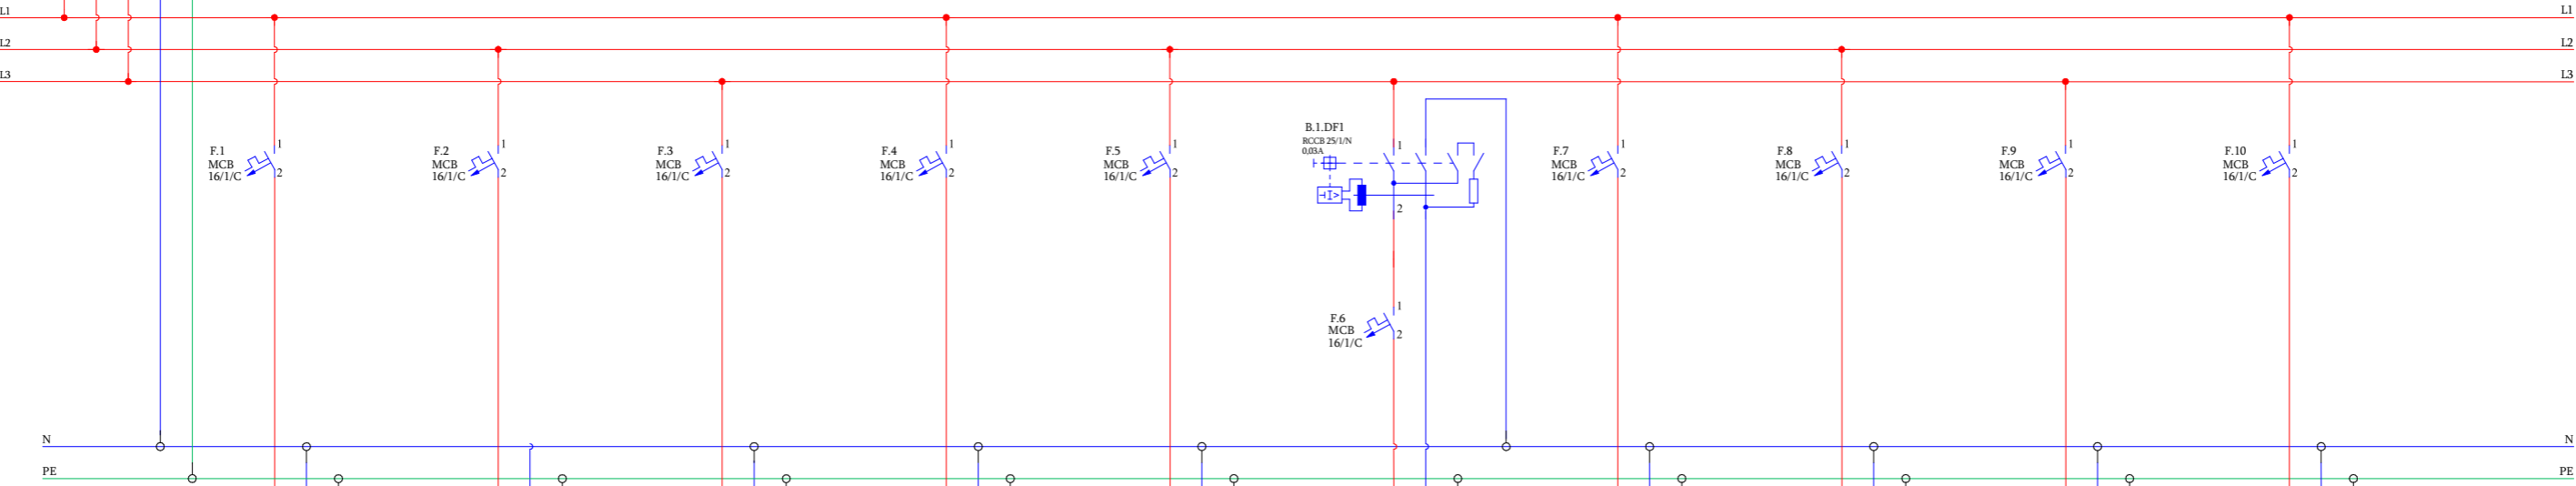 L1 L1
L2 L2
L3 L3
B.1.DF1
RCCB 25/1/N
0,03A
F.1
MCB
16/1/C
1
2
F.2
MCB
16/1/C
1
2
F.3
MCB
16/1/C
1
2
F.4
MCB
16/1/C
1
2
F.5
MCB
16/1/C
1
2
1
I>
2
F.7
MCB
16/1/C
1
2
F.8
MCB
16/1/C
1
2
F.9
MCB
16/1/C
1
2
F.10
MCB
16/1/C
1
2
F.6
MCB
16/1/C
1
2
N N
PE PE